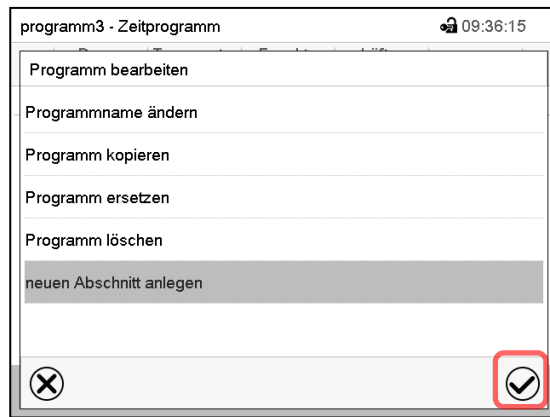 programm3 - Zeitprogramm 09:36:15
Programm bearbeiten
Programmname ändern
Programm kopieren
Programm ersetzen
Programm löschen
neuen Abschnitt anlegen